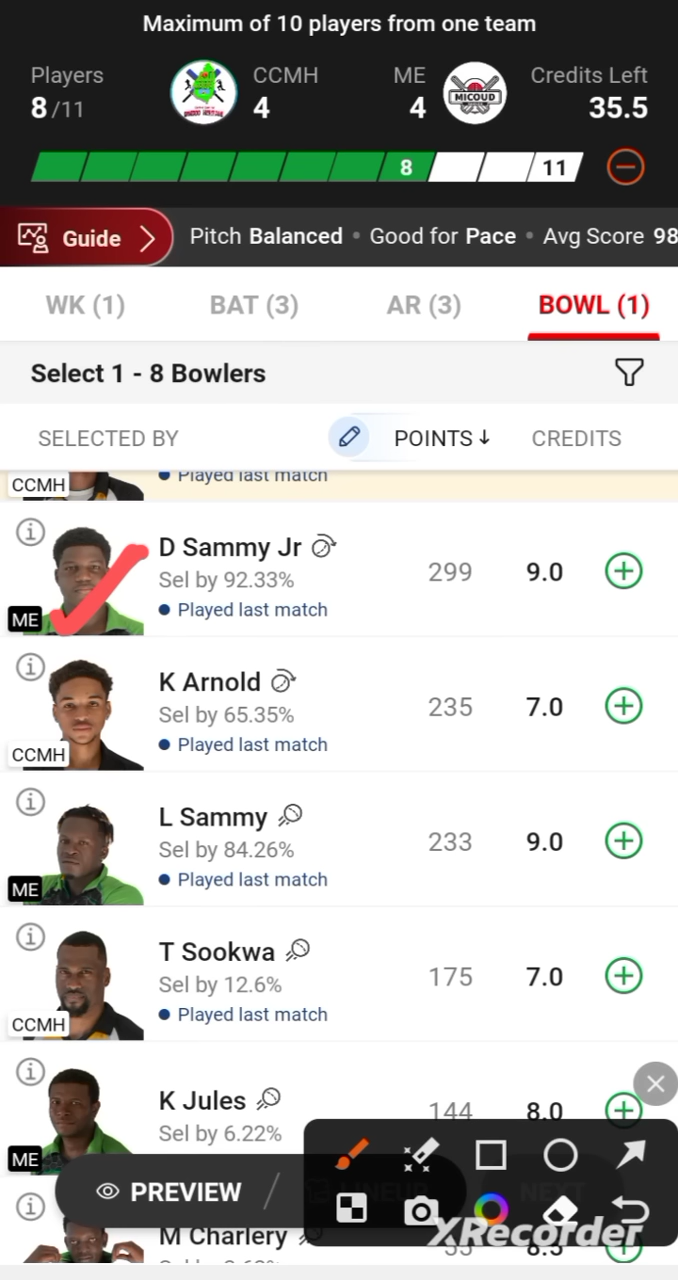 Maximum of 10 players from one team
Players CCMH ME Credits Left
8/11 4 4 MICOUD 35.5
8 11
Guide Pitch Balanced • Good for Pace • Avg Score 98
WK (1) BAT (3) AR (3) BOWL (1)
Select 1 - 8 Bowlers
SELECTED BY POINTS↓ CREDITS
CCMH Played last match
D Sammy Jr
Sel by 92.33% 299 9.0
ME Played last match
K Arnold
Sel by 65.35% 235 7.0
CCMH Played last match
L Sammy
Sel by 84.26% 233 9.0
ME Played last match
T Sookwa
Sel by 12.6% 175 7.0
CCMH Played last match
K Jules 144 8.0
Sel by 6.22%
ME
PREVIEW
XRecorder
M Charlery